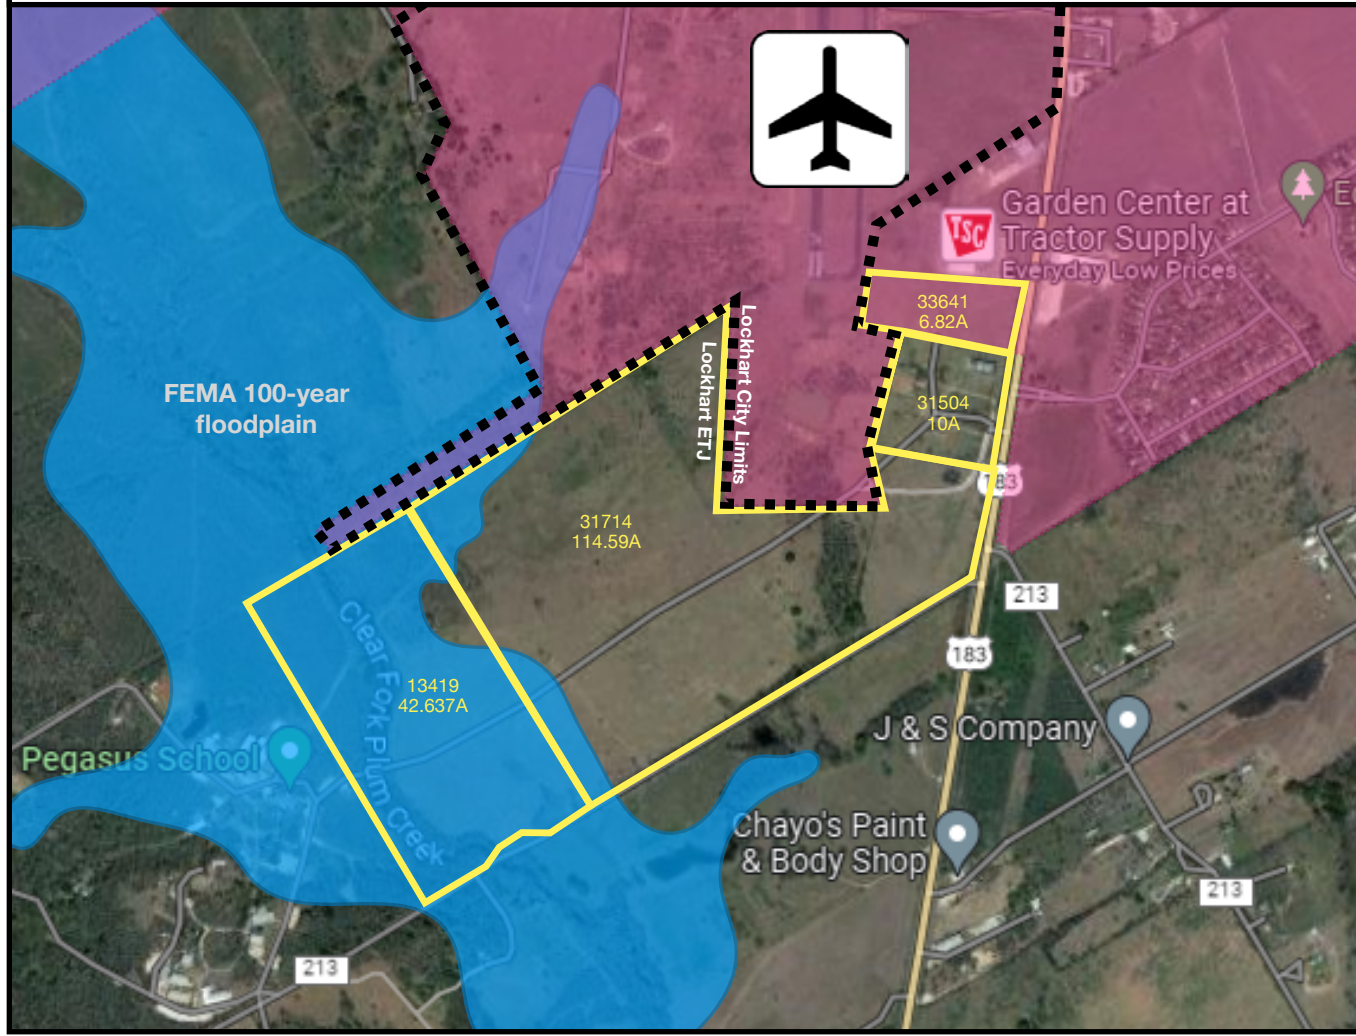 TSC
Garden Center at
Tractor Supply
Everyday Low Prices
33641
6.82A
FEMA 100-year
floodplain
Lockhart City Limits
Lockhart ETJ
31504
10A
183
31714
114.59A
213
183
Clear Fork Plum Creek
13419
42.637A
J & S Company
Pegasus School
Chayo's Paint
& Body Shop
213
213